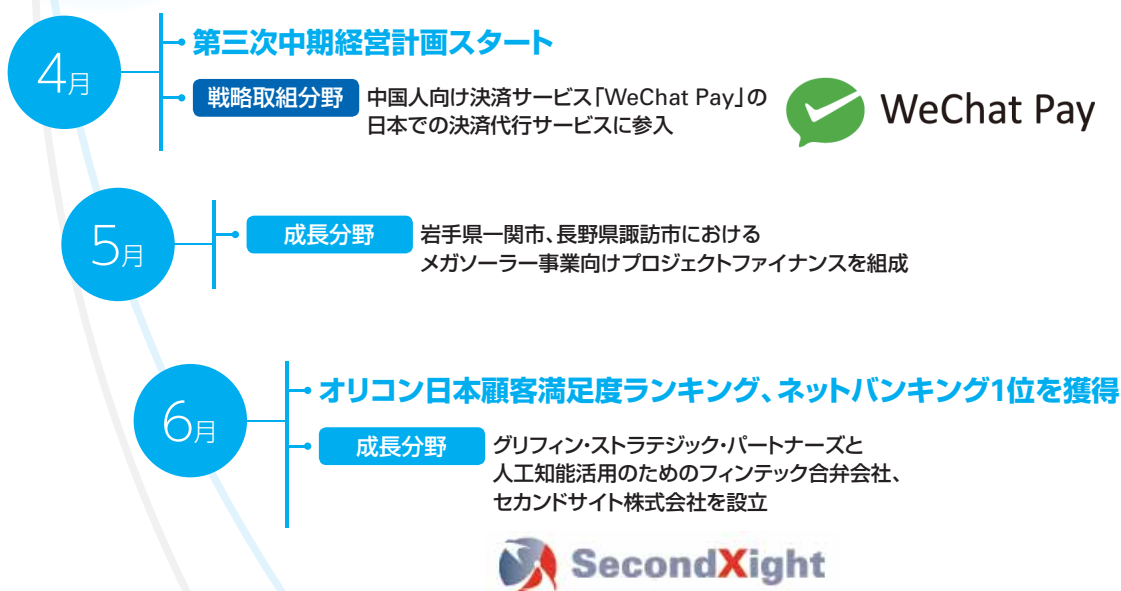 4月
第三次中期経営計画スタート
戦略取組分野
中国人向け決済サービス「WeChat Pay」の
日本での決済代行サービスに参入
WeChat Pay
5月
成長分野
岩手県一関市、長野県諏訪市における
メガソーラー事業向けプロジェクトファイナンスを組成
6月
オリコン日本顧客満足度ランキング、ネットバンキング1位を獲得
成長分野
グリフィン・ストラテジック・パートナーズと
人工知能活用のためのフィンテック合弁会社、
セカンドサイト株式会社を設立
SecondXight